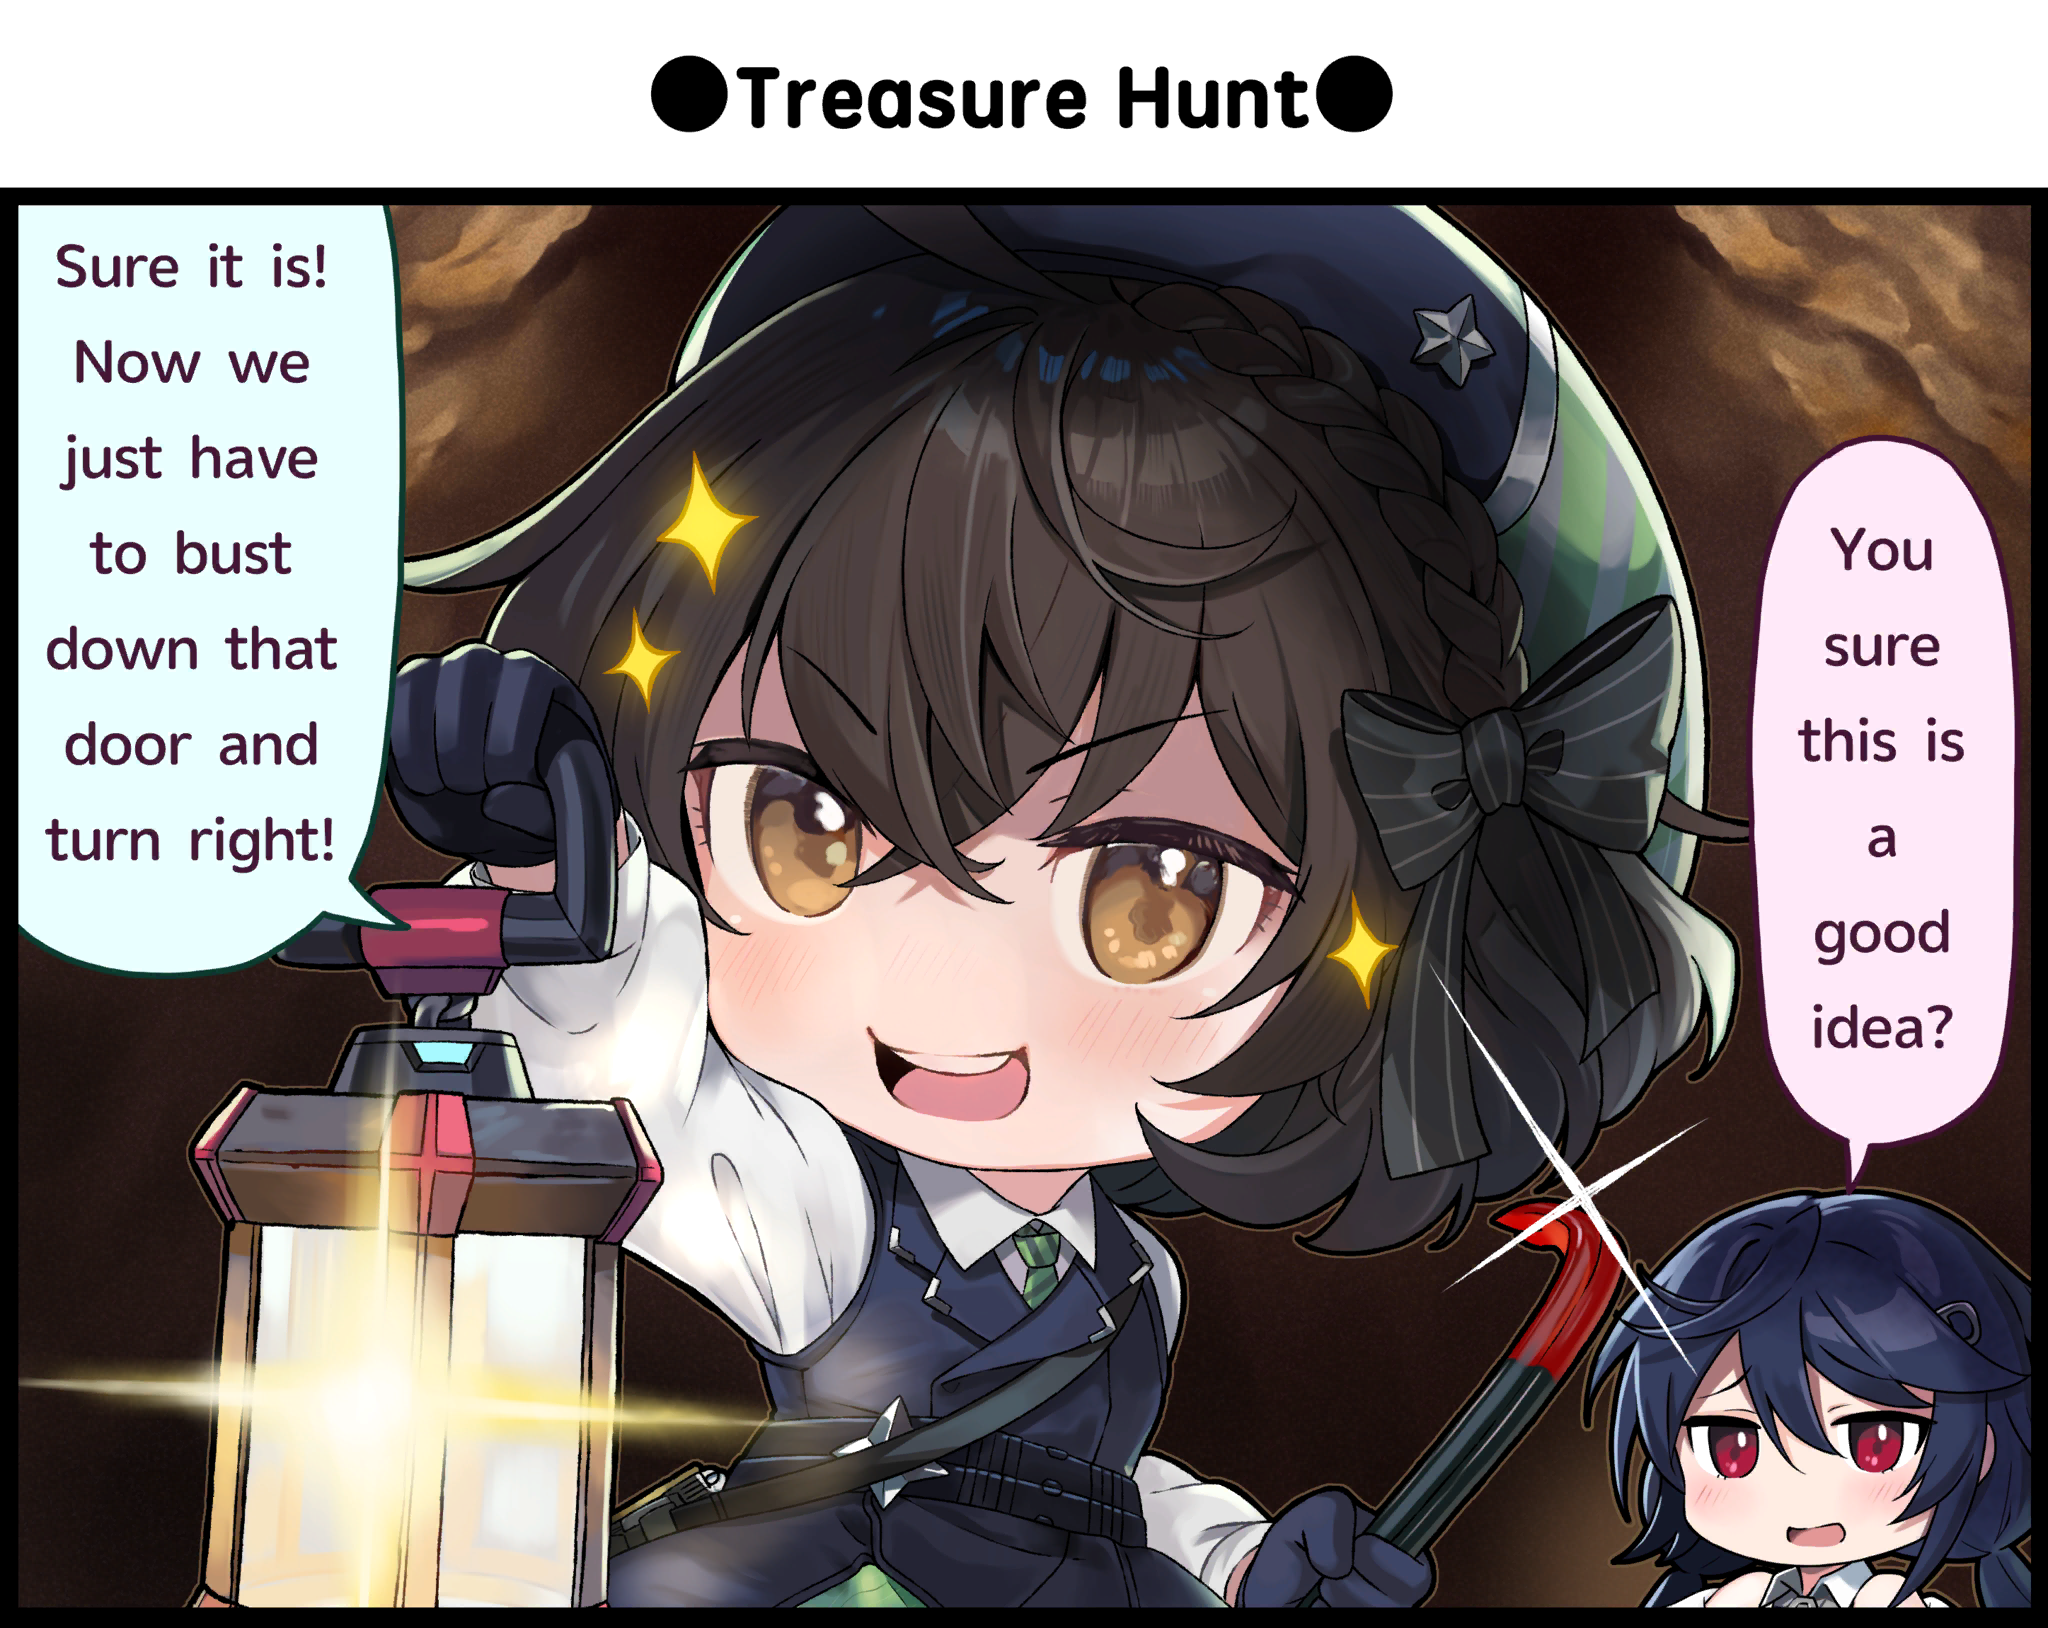 ●Treasure Hunt●
You
sure
this is
a
good
idea?
Sure it is!
Now we
just have
to bust
down that
door and
turn right!